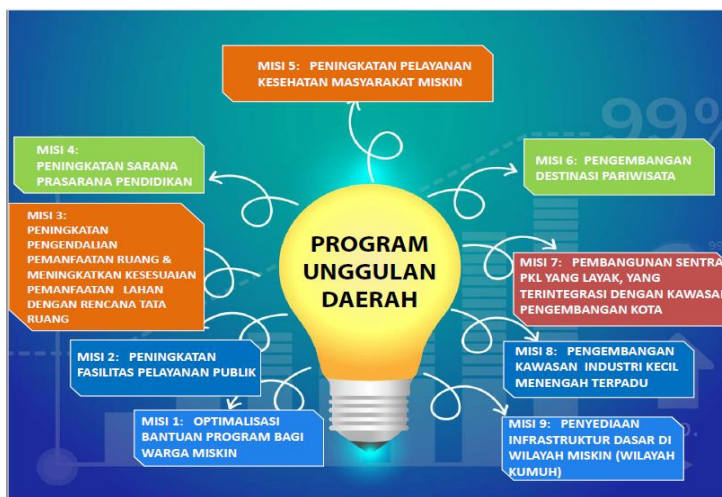 MISI 5: PENINGKATAN PELAYANAN
KESEHATAN MASYARAKAT MISKIN
99%
MISI 4:
PENINGKATAN SARANA
PRASARANA PENDIDIKAN
MISI 6: PENGEMBANGAN
DESTINASI PARIWISATA
MISI 3:
PENINGKATAN
PENGENDALIAN
PEMANFAATAN RUANG &
MENINGKATKAN KESESUAIAN
PEMANFAATAN LAHAN
DENGAN RENCANA TATA
RUANG
PROGRAM
UNGGULAN
DAERAH
MISI 7: PEMBANGUNAN SENTRA
PKL YANG LAYAK, YANG
TERINTEGRASI DENGAN KAWASAN
PENGEMBANGAN KOTA
MISI 2: PENINGKATAN
FASILITAS PELAYANAN PUBLIK
MISI 8: PENGEMBANGAN
KAWASAN INDUSTRI KECIL
MENENGAH TERPADU
MISI 1: OPTIMALISASI
BANTUAN PROGRAM BAGI
WARGA MISKIN
MISI 9: PENYEDIAAN
INFRASTRUKTUR DASAR DI
WILAYAH MISKIN (WILAYAH
KUMUH)